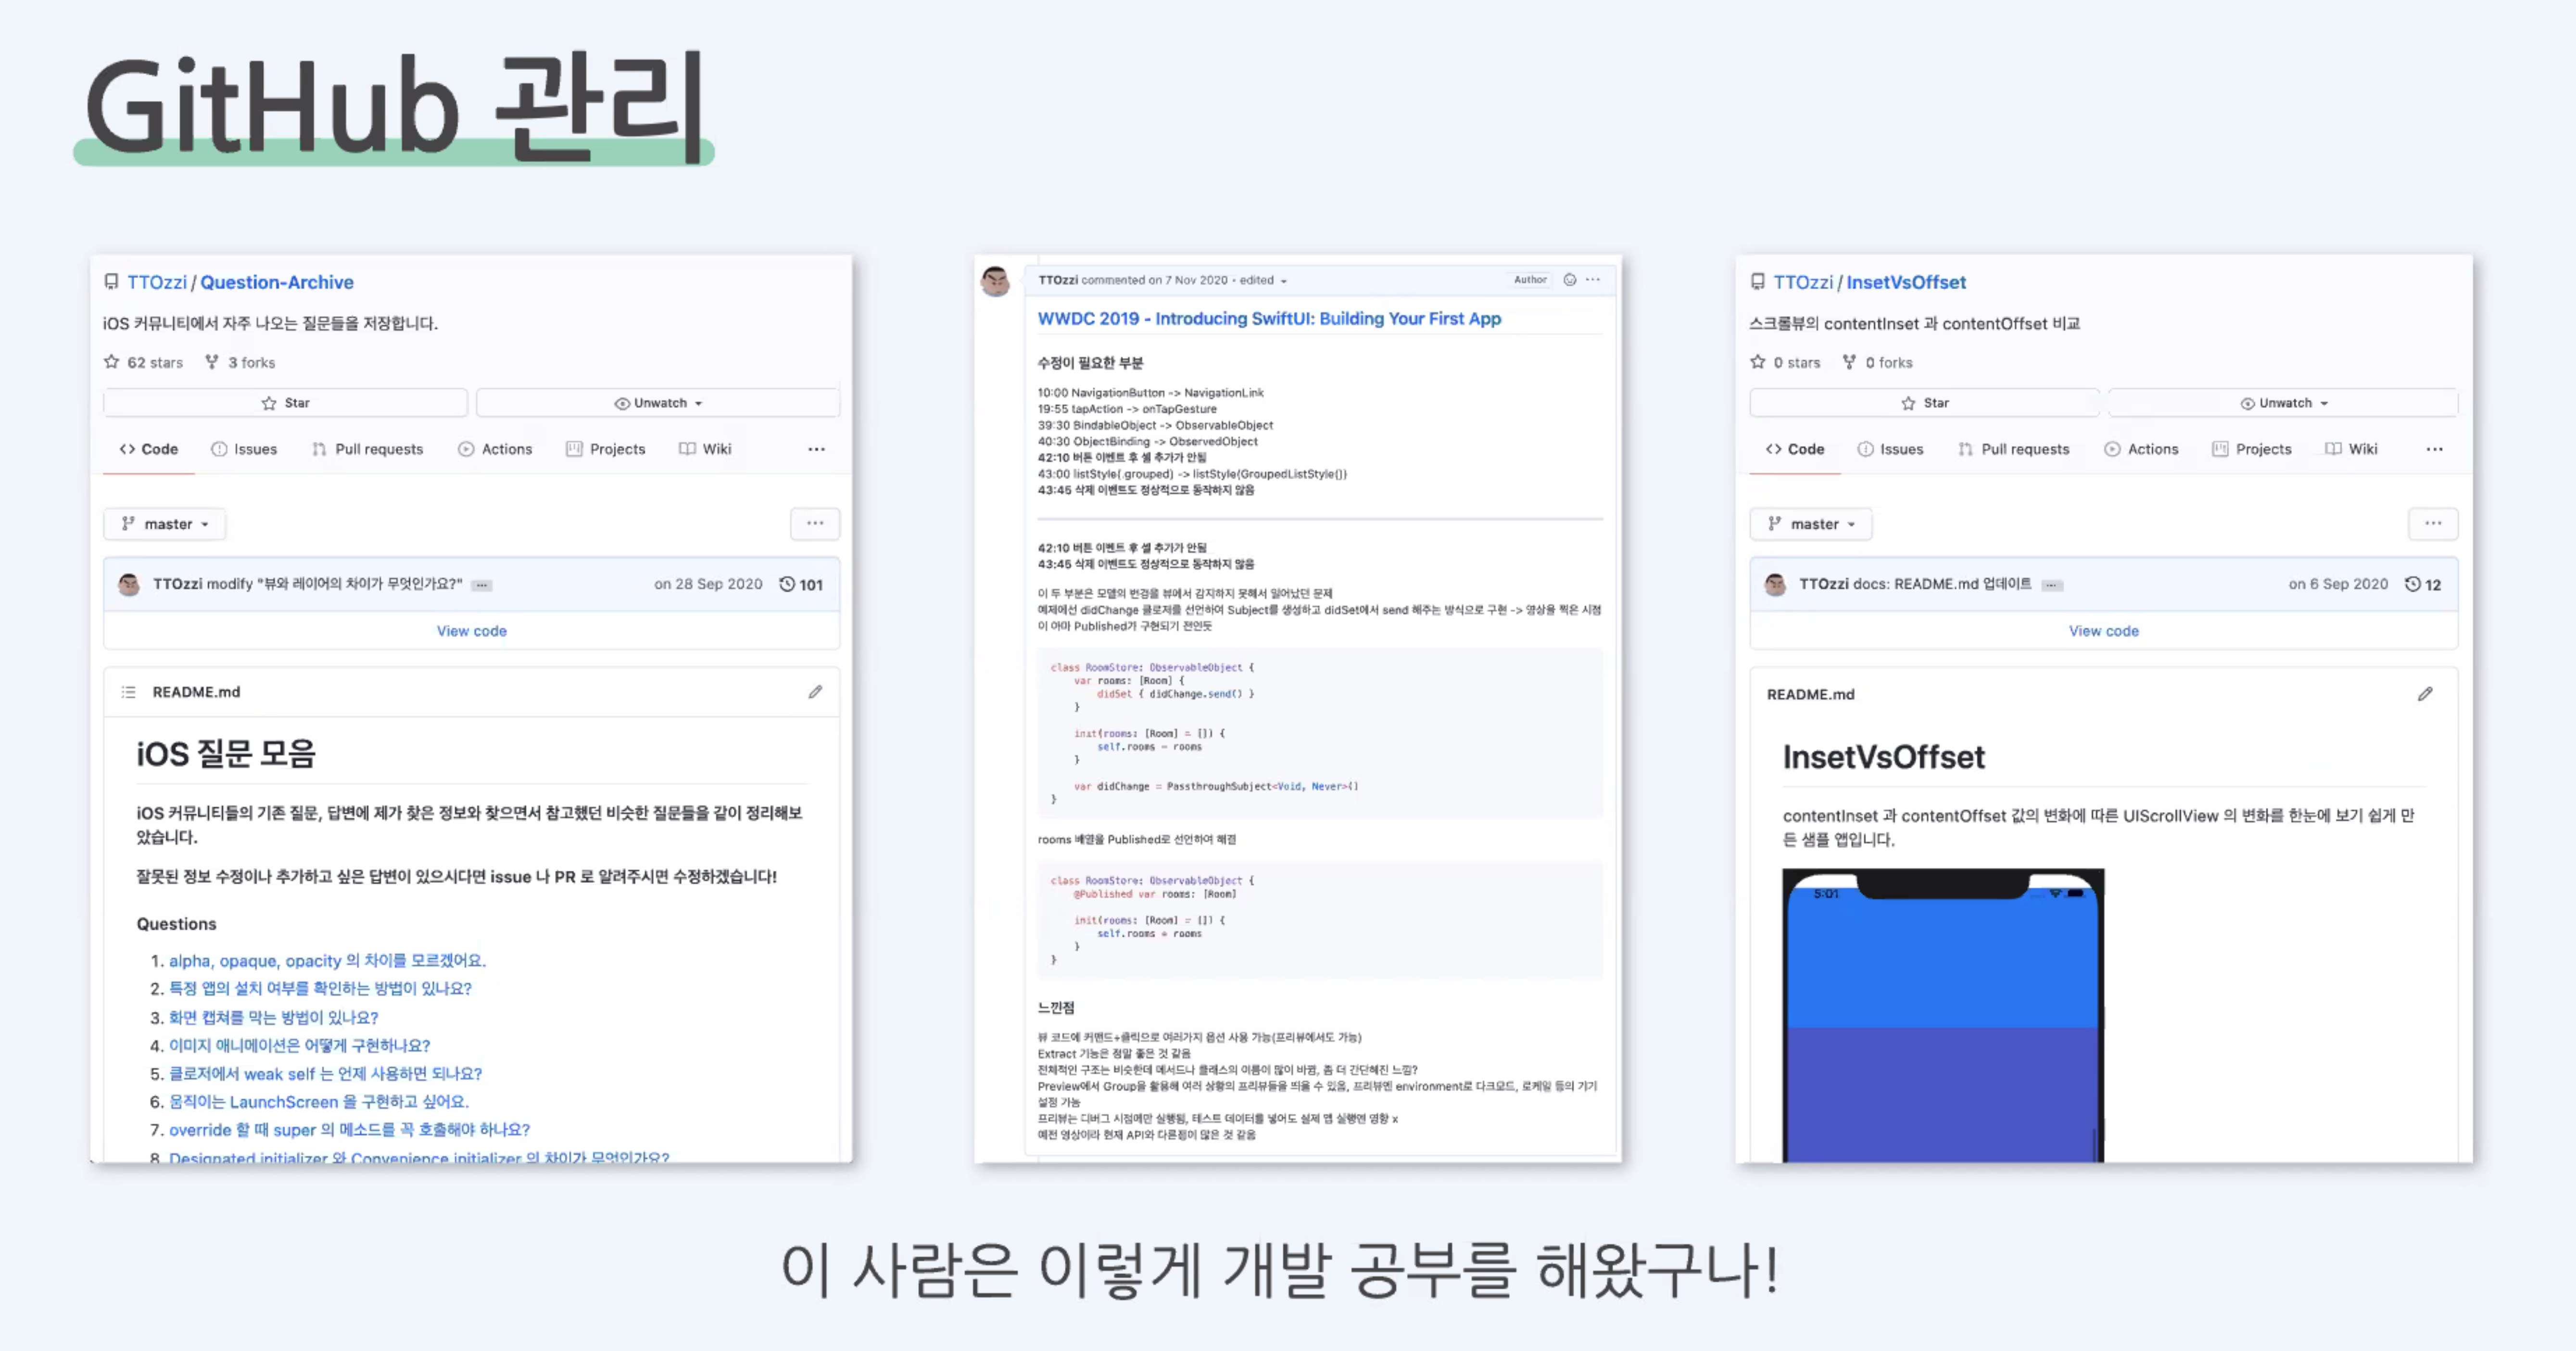 GitHub 관리
TTOzzi / Question-Archive
iOS 커뮤니티에서 자주 나오는 질문들을 저장합니다.
62 stars 3 forks
Star Unwatch
Code Issues Pull requests Actions Projects Wiki ...
master ...
TTOzzi modify "뷰와 레이어의 차이가 무엇인가요?" ... on 28 Sep 2020 101
View code
README.md
iOS 질문 모음
iOS 커뮤니티들의 기존 질문, 답변에 제가 찾은 정보와 찾으면서 참고했던 비슷한 질문들을 같이 정리해보
았습니다.
잘못된 정보 수정이나 추가하고 싶은 답변이 있으시다면 issue 나 PR 로 알려주시면 수정하겠습니다!
Questions
1. alpha, opaque, opacity 의 차이를 모르겠어요.
2. 특정 앱의 설치 여부를 확인하는 방법이 있나요?
3. 화면 캡쳐를 막는 방법이 있나요?
4. 이미지 애니메이션은 어떻게 구현하나요?
5. 클로저에서 weak self 는 언제 사용하면 되나요?
6. 움직이는 LaunchScreen 을 구현하고 싶어요.
7. override 할 때 super 의 메소드를 꼭 호출해야 하나요?
8. Designated initializer 와 Convenience initializer 의 차이가 무엇인가요?
TTOzzi commented on 7 Nov 2020 • edited Author ...
WWDC 2019 - Introducing SwiftUI: Building Your First App
수정이 필요한 부분
10:00 NavigationButton -> NavigationLink
19:55 tapAction -> onTapGesture
39:30 BindableObject -> ObservableObject
40:30 ObjectBinding -> ObservedObject
42:10 버튼 이벤트 후 셀 추가가 안됨
43:00 listStyle(.grouped) -> listStyle(GroupedListStyle())
43:45 삭제 이벤트도 정상적으로 동작하지 않음
42:10 버튼 이벤트 후 셀 추가가 안됨
43:45 삭제 이벤트도 정상적으로 동작하지 않음
이 두 부분은 모델의 변경을 뷰에서 감지하지 못해서 일어났던 문제
예제에선 didChange 클로저를 선언하여 Subject를 생성하고 didSet에서 send 해주는 방식으로 구현 -> 영상을 찍은 시점
이 아마 Published가 구현되기 전인듯
class RoomStore: ObservableObject {
var rooms: [Room] {
didSet { didChange.send() }
}
init(rooms: [Room] = []) {
self.rooms = rooms
}
var didChange = PassthroughSubject<Void, Never>()
}
rooms 배열을 Published로 선언하여 해결
class RoomStore: ObservableObject {
@Published var rooms: [Room]
init(rooms: [Room] = []) {
self.rooms = rooms
}
}
느낀점
뷰 코드에 커맨드+클릭으로 여러가지 옵션 사용 가능(프리뷰에서도 가능)
Extract 기능은 정말 좋은 것 같음
전체적인 구조는 비슷한데 메서드나 클래스의 이름이 많이 바뀜, 좀 더 간단해진 느낌?
Preview에서 Group을 활용해 여러 상황의 프리뷰들을 띄울 수 있음, 프리뷰엔 environment로 다크모드, 로케일 등의 기기
설정 가능
프리뷰는 디버그 시점에만 실행됨, 테스트 데이터를 넣어도 실제 앱 실행엔 영향 x
예전 영상이라 현재 API와 다른점이 많은 것 같음
TTOzzi / InsetVsOffset
스크롤뷰의 contentInset 과 contentOffset 비교
0 stars 0 forks
Star Unwatch
Code Issues Pull requests Actions Projects Wiki ...
master ...
TTOzzi docs: README.md 업데이트 ... on 6 Sep 2020 12
View code
README.md
InsetVsOffset
contentInset 과 contentOffset 값의 변화에 따른 UIScrollView 의 변화를 한눈에 보기 쉽게 만
든 샘플 앱입니다.
5:01
이 사람은 이렇게 개발 공부를 해왔구나!